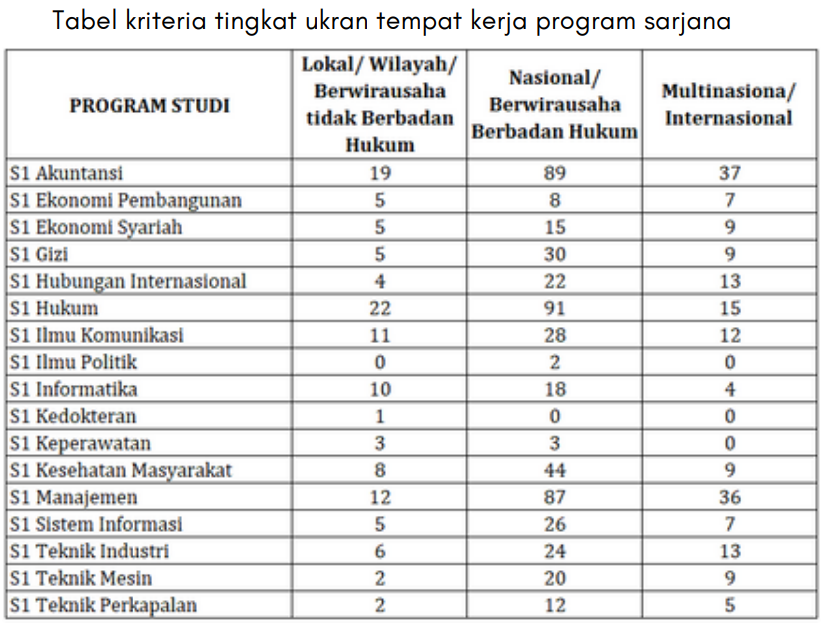 Tabel kriteria tingkat ukran tempat kerja program sarjana
PROGRAM STUDI
Lokal/ Wilayah/
Berwirausaha
tidak Berbadan
Hukum
Nasional/
Berwirausaha
Berbadan Hukum
Multinasiona/
Internasional
S1 Akuntansi 19 89 37
S1 Ekonomi Pembangunan 5 8 7
S1 Ekonomi Syariah 5 15 9
S1 Gizi 5 30 9
S1 Hubungan Internasional 4 22 13
S1 Hukum 22 91 15
S1 Ilmu Komunikasi 11 28 12
S1 Ilmu Politik 0 2 0
S1 Informatika 10 18 4
S1 Kedokteran 1 0 0
S1 Keperawatan 3 3 0
S1 Kesehatan Masyarakat 8 44 9
S1 Manajemen 12 87 36
S1 Sistem Informasi 5 26 7
S1 Teknik Industri 6 24 13
S1 Teknik Mesin 2 20 9
S1 Teknik Perkapalan 2 12 5